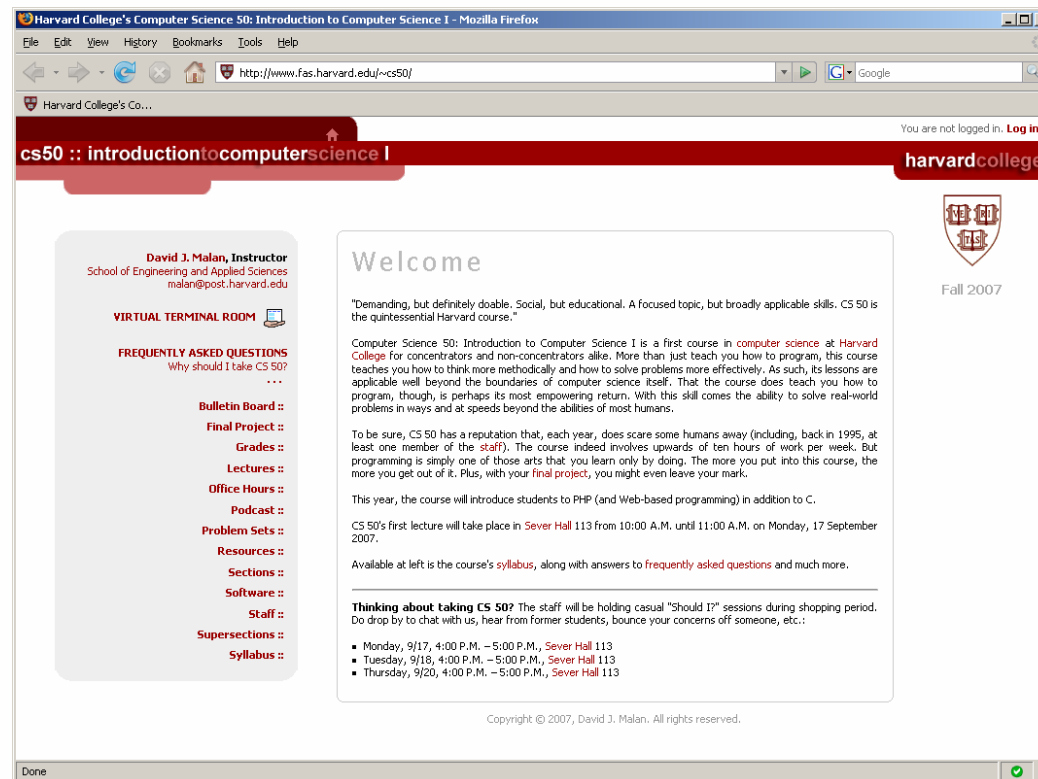 Harvard College's Computer Science 50: Introduction to Computer Science I - Mozilla Firefox
File Edit View History Bookmarks Tools Help
http://www.fas.harvard.edu/~cs50/
G Google
Harvard College's Co...
You are not logged in. Log in
cs50 :: introductiontocomputerscience I
harvardcollege
VE RI
TAS
Fall 2007
David J. Malan, Instructor
School of Engineering and Applied Sciences
malan@post.harvard.edu
VIRTUAL TERMINAL ROOM
FREQUENTLY ASKED QUESTIONS
Why should I take CS 50?
...
Bulletin Board ::
Final Project ::
Grades ::
Lectures ::
Office Hours ::
Podcast ::
Problem Sets ::
Resources ::
Sections ::
Software ::
Staff ::
Supersections ::
Syllabus ::
Welcome
"Demanding, but definitely doable. Social, but educational. A focused topic, but broadly applicable skills. CS 50 is
the quintessential Harvard course."
Computer Science 50: Introduction to Computer Science I is a first course in computer science at Harvard
College for concentrators and non-concentrators alike. More than just teach you how to program, this course
teaches you how to think more methodically and how to solve problems more effectively. As such, its lessons are
applicable well beyond the boundaries of computer science itself. That the course does teach you how to
program, though, is perhaps its most empowering return. With this skill comes the ability to solve real-world
problems in ways and at speeds beyond the abilities of most humans.
To be sure, CS 50 has a reputation that, each year, does scare some humans away (including, back in 1995, at
least one member of the staff). The course indeed involves upwards of ten hours of work per week. But
programming is simply one of those arts that you learn only by doing. The more you put into this course, the
more you get out of it. Plus, with your final project, you might even leave your mark.
This year, the course will introduce students to PHP (and Web-based programming) in addition to C.
CS 50's first lecture will take place in Sever Hall 113 from 10:00 A.M. until 11:00 A.M. on Monday, 17 September
2007.
Available at left is the course's syllabus, along with answers to frequently asked questions and much more.
Thinking about taking CS 50? The staff will be holding casual "Should I?" sessions during shopping period.
Do drop by to chat with us, hear from former students, bounce your concerns off someone, etc.:
▪ Monday, 9/17, 4:00 P.M. – 5:00 P.M., Sever Hall 113
▪ Tuesday, 9/18, 4:00 P.M. – 5:00 P.M., Sever Hall 113
▪ Thursday, 9/20, 4:00 P.M. – 5:00 P.M., Sever Hall 113
Copyright © 2007, David J. Malan. All rights reserved.
Done